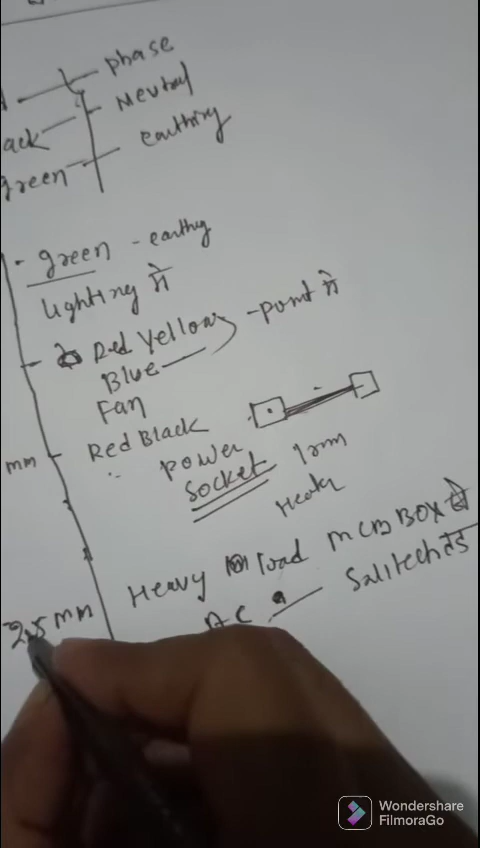 phase
ack Neutral
green earthing
green - earthing
lighting में
Red Yellow - point में
Blue
Fan
Red Black
mm
power
socket 1mm
Heater
Heavy load MCB BOX से
AC
2.5 mm
Wondershare
FilmoraGo